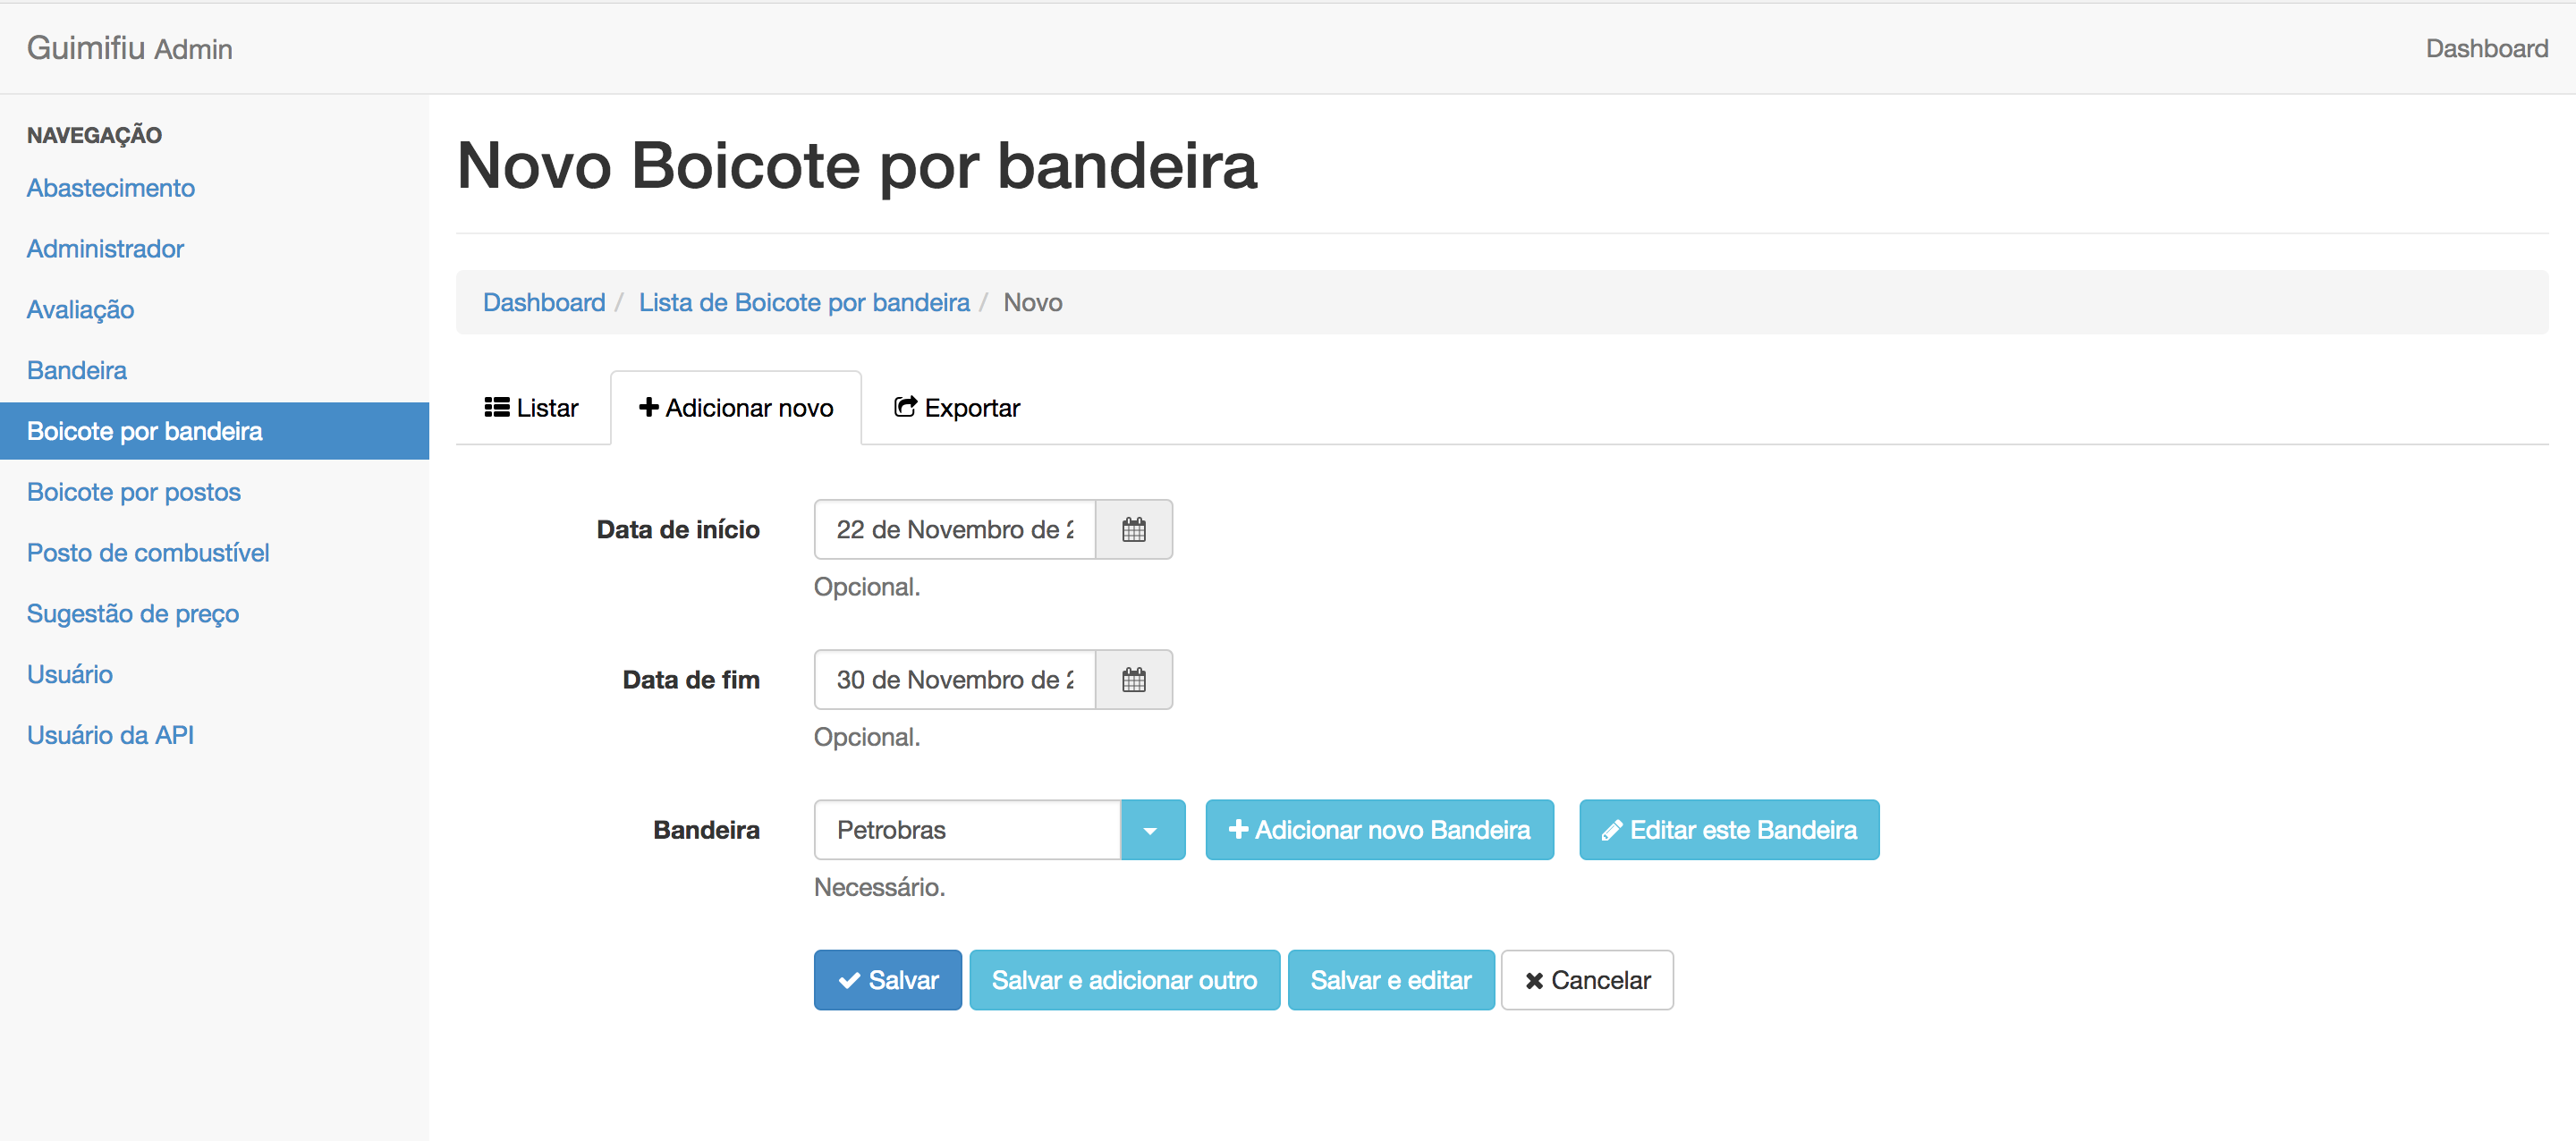 Guimifiu Admin
Dashboard
NAVEGAÇÃO
Abastecimento
Administrador
Avaliação
Bandeira
Boicote por bandeira
Boicote por postos
Posto de combustível
Sugestão de preço
Usuário
Usuário da API
Novo Boicote por bandeira
Dashboard / Lista de Boicote por bandeira / Novo
Listar
Adicionar novo
Exportar
Data de início
22 de Novembro de
Opcional.
Data de fim
30 de Novembro de
Opcional.
Bandeira
Petrobras
Adicionar novo Bandeira
Editar este Bandeira
Necessário.
Salvar
Salvar e adicionar outro
Salvar e editar
Cancelar